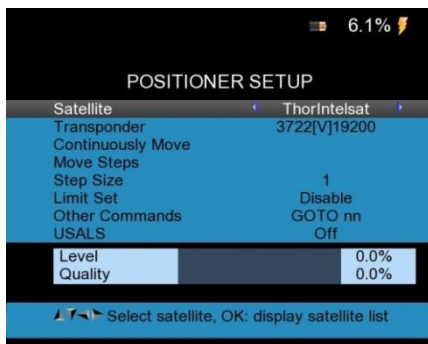 6.1%
POSITIONER SETUP
Satellite ThorIntelsat
Transponder 3722[V]19200
Continuously Move
Move Steps
Step Size 1
Limit Set Disable
Other Commands GOTO nn
USALS Off
Level 0.0%
Quality 0.0%
Select satellite, OK: display satellite list